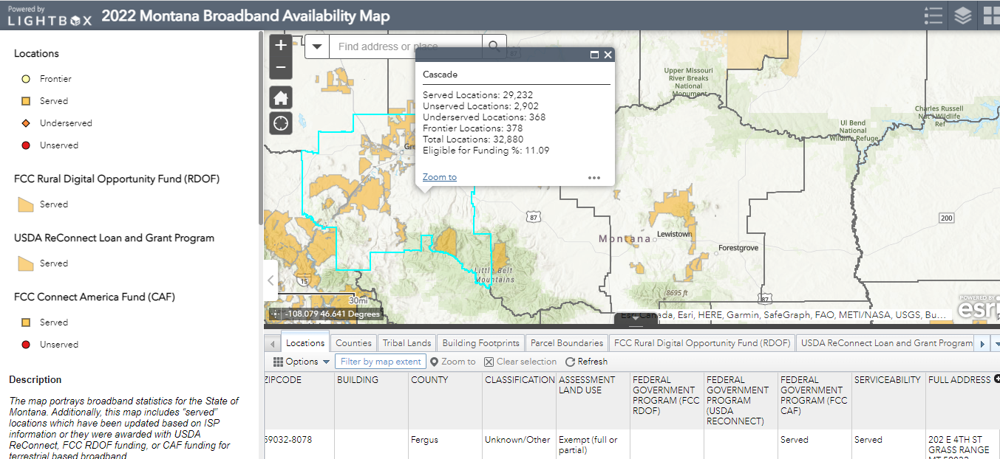 Powered by
LIGHTBOX
2022 Montana Broadband Availability Map
Locations
Frontier
Served
Underserved
Unserved
FCC Rural Digital Opportunity Fund (RDOF)
Served
USDA ReConnect Loan and Grant Program
Served
FCC Connect America Fund (CAF)
Served
Unserved
Description
The map portrays broadband statistics for the State of
Montana. Additionally, this map includes “served”
locations which have been updated based on ISP
information or they were awarded with USDA
ReConnect, FCC RDOF funding, or CAF funding for
terrestrial based broadband
+
−
Find address or place
87
Cascade
Served Locations: 29,232
Unserved Locations: 2,902
Underserved Locations: 368
Frontier Locations: 378
Total Locations: 32,880
Eligible for Funding %: 11.09
Zoom to
•••
Upper Missouri
River Breaks
National
Monument
Charles Russell
Nat'l Wildlife
Ref
Ul Bend
National
Wildlife Refuge
Gre
87
200
Montana
Lewistown
Forestgrove
Little Belt
Mountains
15
8695 ft
87
30mi
-108.079 46.641 Degrees
Esri Canada, Esri, HERE, Garmin, SafeGraph, FAO, METI/NASA, USGS, Bu...
POWERED BY
esri
Locations
Counties
Tribal Lands
Building Footprints
Parcel Boundaries
FCC Rural Digital Opportunity Fund (RDOF)
USDA ReConnect Loan and Grant Program
Options
Filter by map extent
Zoom to
Clear selection
Refresh
ZIPCODE
BUILDING
COUNTY
CLASSIFICATION
ASSESSMENT
LAND USE
FEDERAL
GOVERNMENT
PROGRAM (FCC
RDOF)
FEDERAL
GOVERNMENT
PROGRAM
(USDA
RECONNECT)
FEDERAL
GOVERNMENT
PROGRAM (FCC
CAF)
SERVICEABILITY
FULL ADDRESS
59032-8078
Fergus
Unknown/Other
Exempt (full or
partial)
Served
Served
202 E 4TH ST
GRASS RANGE
MT 59032